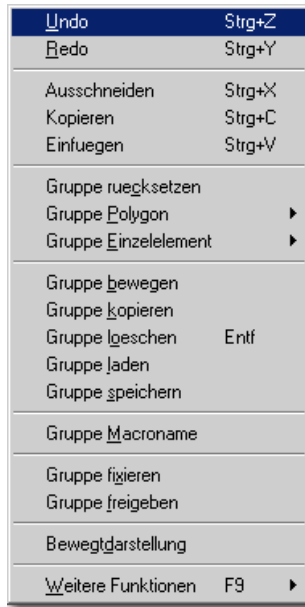 Undo Strg+Z
Redo Strg+Y
Ausschneiden Strg+X
Kopieren Strg+C
Einfuegen Strg+V
Gruppe ruecksetzen
Gruppe Polygon
Gruppe Einzelelement
Gruppe bewegen
Gruppe kopieren
Gruppe loeschen Entf
Gruppe laden
Gruppe speichern
Gruppe Macroname
Gruppe fixieren
Gruppe freigeben
Bewegtdarstellung
Weitere Funktionen F9